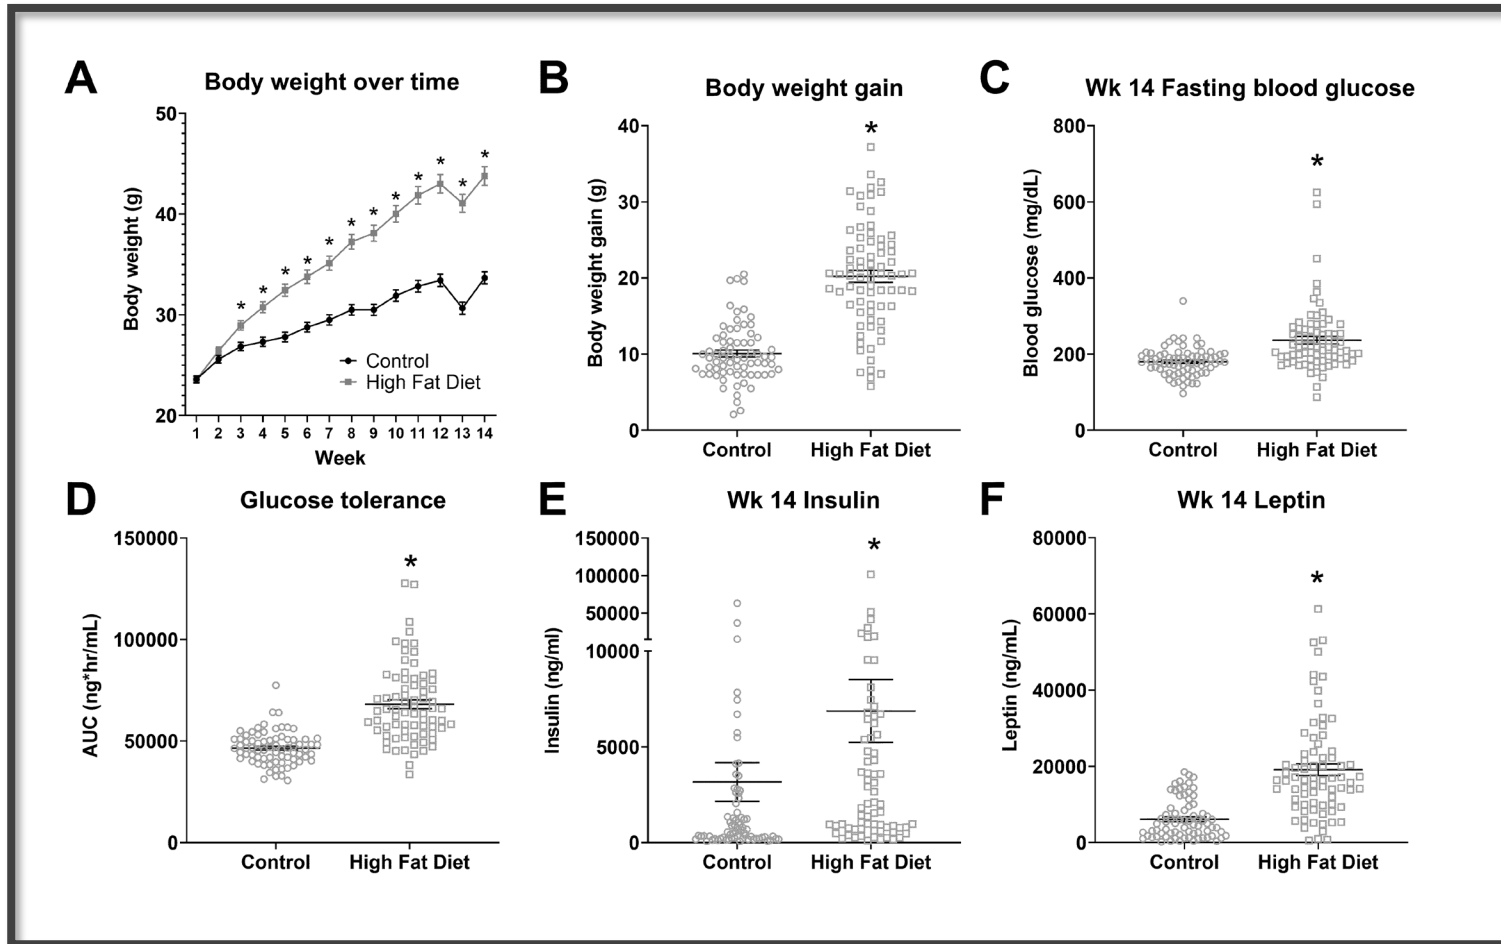 A
Body weight over time
Body weight (g)
50
40
30
20
* * * * * * * * * * * *
Control
High Fat Diet
1 2 3 4 5 6 7 8 9 10 11 12 13 14
Week
B
Body weight gain
Body weight gain (g)
40
30
20
10
0
*
Control High Fat Diet
C
Wk 14 Fasting blood glucose
Blood glucose (mg/dL)
800
600
400
200
0
*
Control High Fat Diet
D
Glucose tolerance
AUC (ng*hr/mL)
150000
100000
50000
0
*
Control High Fat Diet
E
Wk 14 Insulin
Insulin (ng/ml)
150000
100000
50000
10000
5000
0
*
Control High Fat Diet
F
Wk 14 Leptin
Leptin (ng/mL)
80000
60000
40000
20000
0
*
Control High Fat Diet